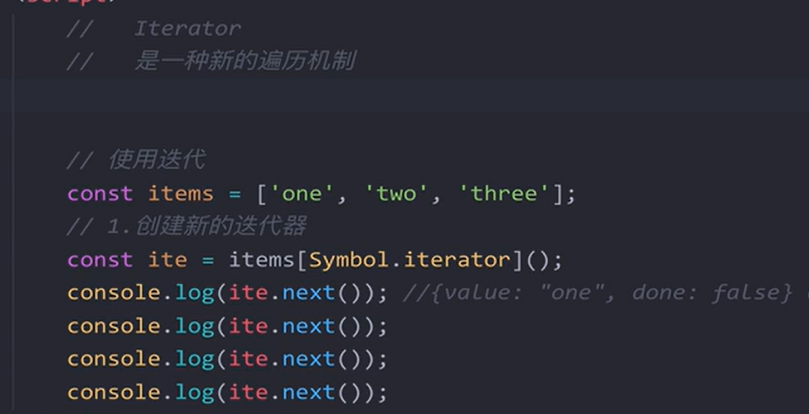 <script>
// Iterator
// 是一种新的遍历机制
// 使用迭代
const items = ['one', 'two', 'three'];
// 1.创建新的迭代器
const ite = items[Symbol.iterator]();
console.log(ite.next()); //{value: "one", done: false}
console.log(ite.next());
console.log(ite.next());
console.log(ite.next());